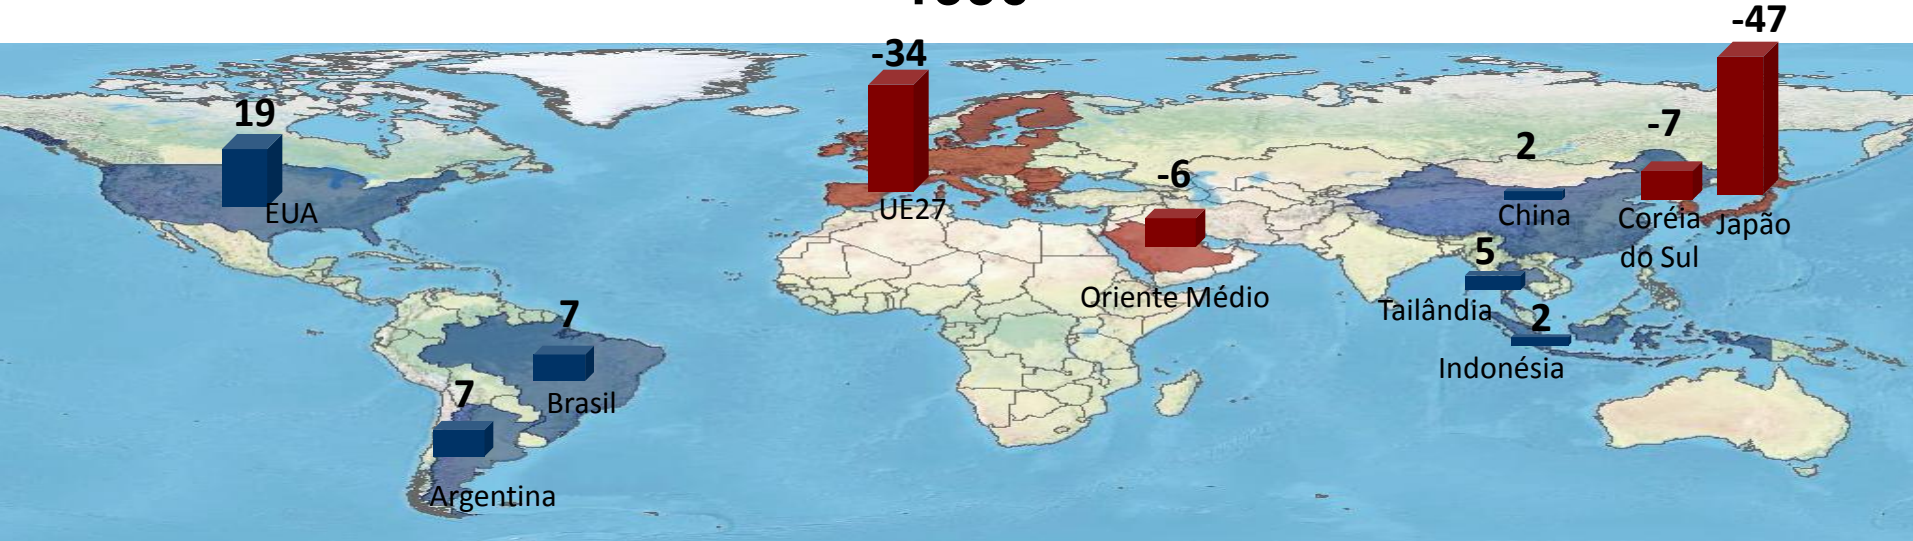 -47
-34
19
-7
2
-6
EUA
UE27
China
Coréia
do Sul
Japão
5
Oriente Médio
Tailândia
7
2
Indonésia
7
Brasil
Argentina